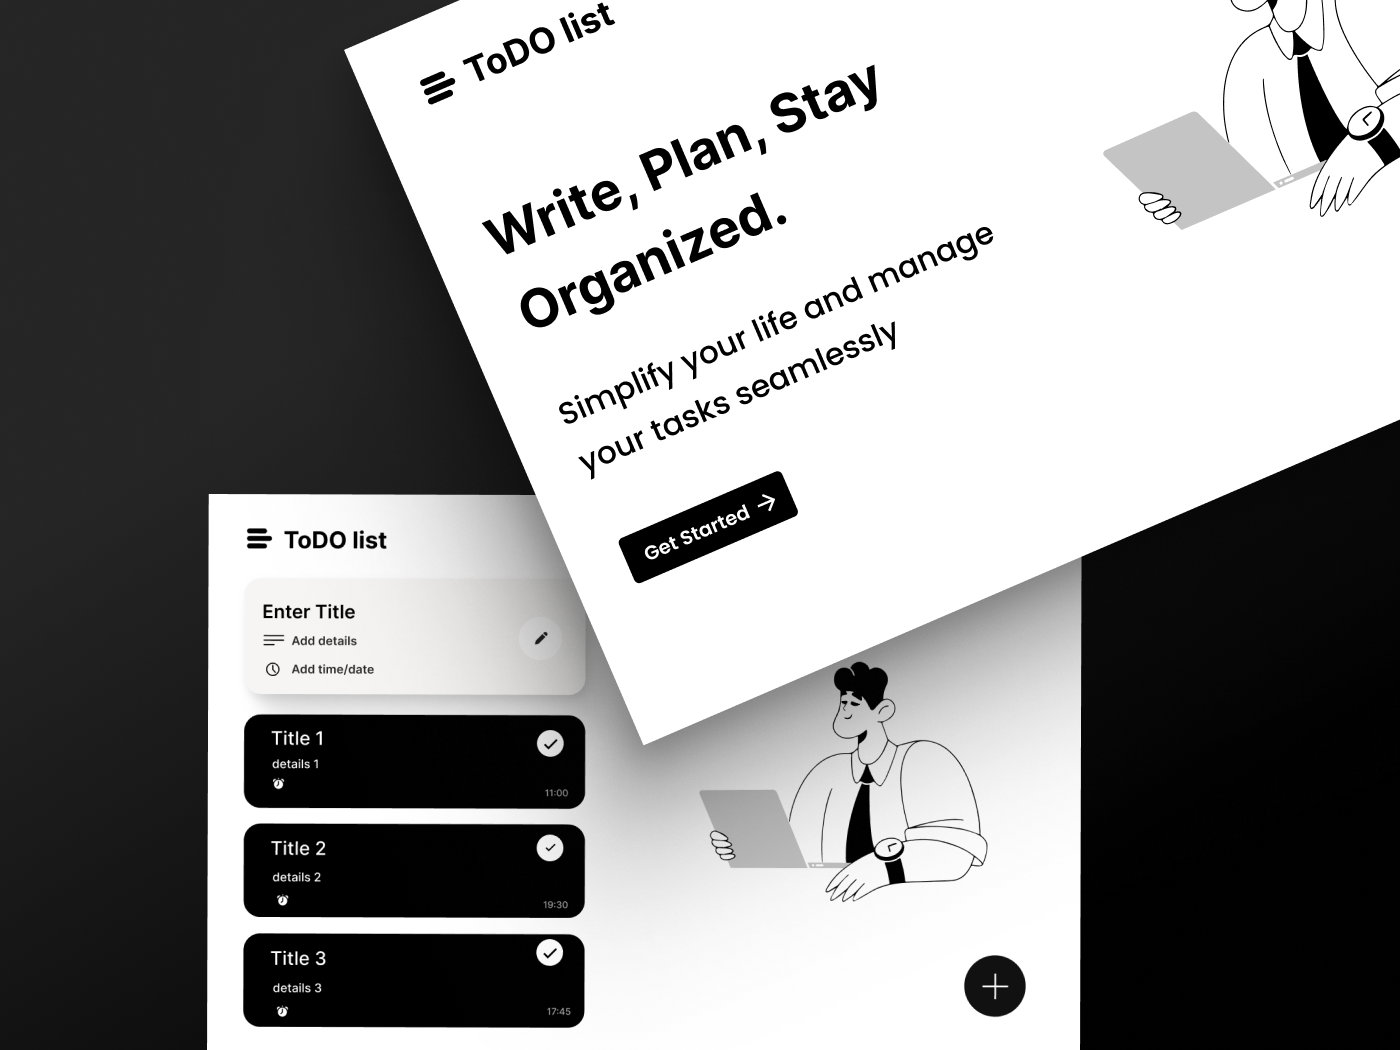 ToDO list
Write, Plan, Stay
Organized.
Simplify your life and manage
your tasks seamlessly
Get Started
ToDO list
Enter Title
Add details
Add time/date
Title 1
details 1
11:00
Title 2
details 2
19:30
Title 3
details 3
17:45